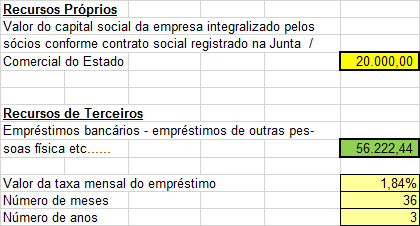 Recursos Próprios
Valor do capital social da empresa integralizado pelos
sócios conforme contrato social registrado na Junta /
Comercial do Estado 20.000,00
Recursos de Terceiros
Empréstimos bancários - empréstimos de outras pes-
soas física etc...... 56.222,44
Valor da taxa mensal do empréstimo 1,84%
Número de meses 36
Número de anos 3